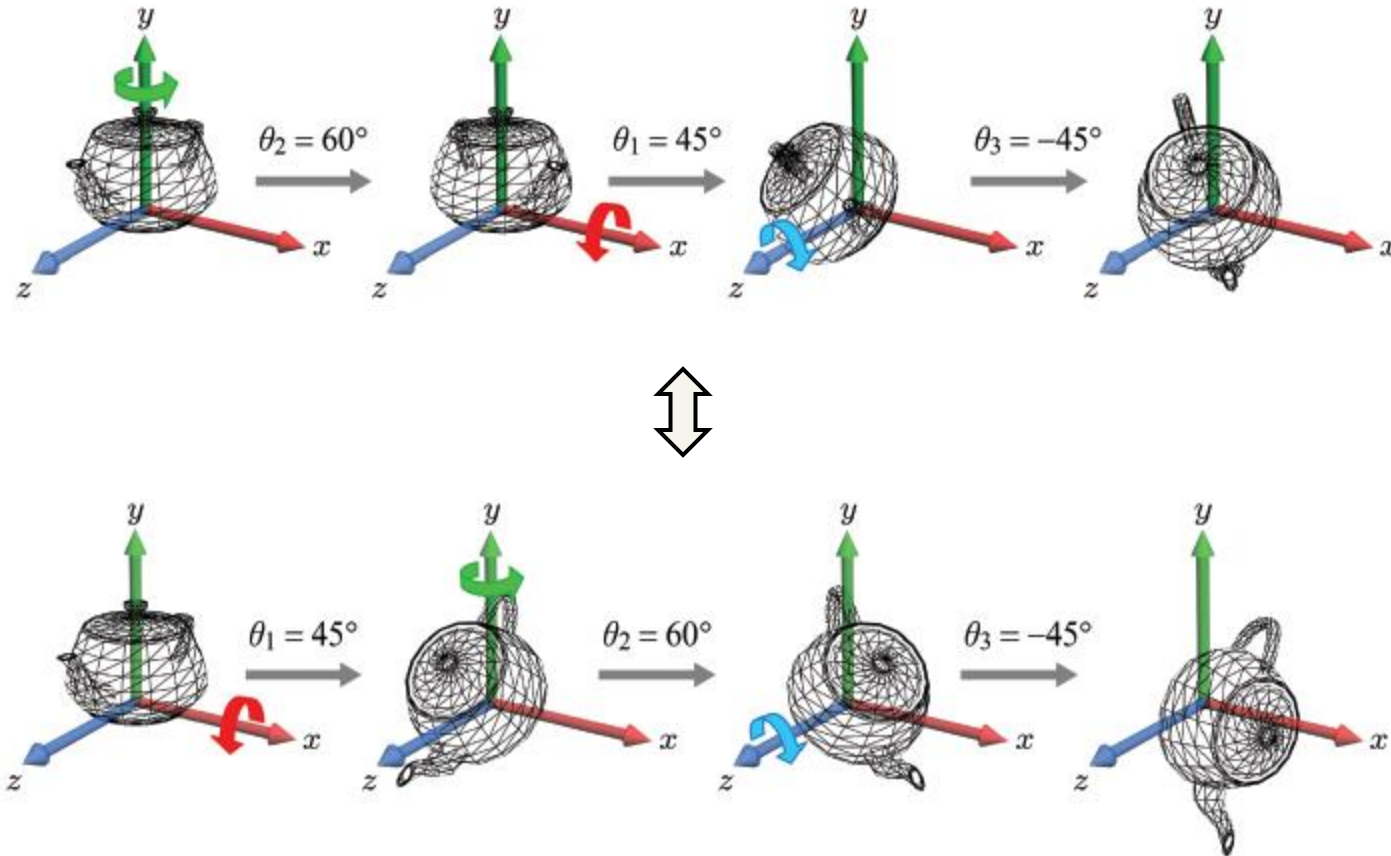 y y y y
θ₂ = 60° θ₁ = 45° θ₃ = −45°
x x x x
z z z z
y y y y
θ₁ = 45° θ₂ = 60° θ₃ = −45°
x x x x
z z z z